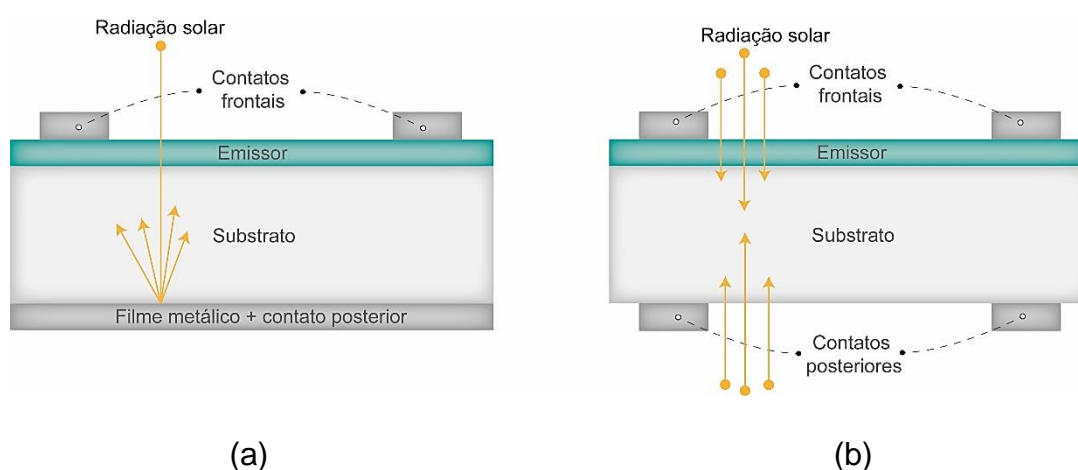 Radiação solar
Contatos
frontais
Emissor
Substrato
Filme metálico + contato posterior
(a)
Radiação solar
Contatos
frontais
Emissor
Substrato
Contatos
posteriores
(b)